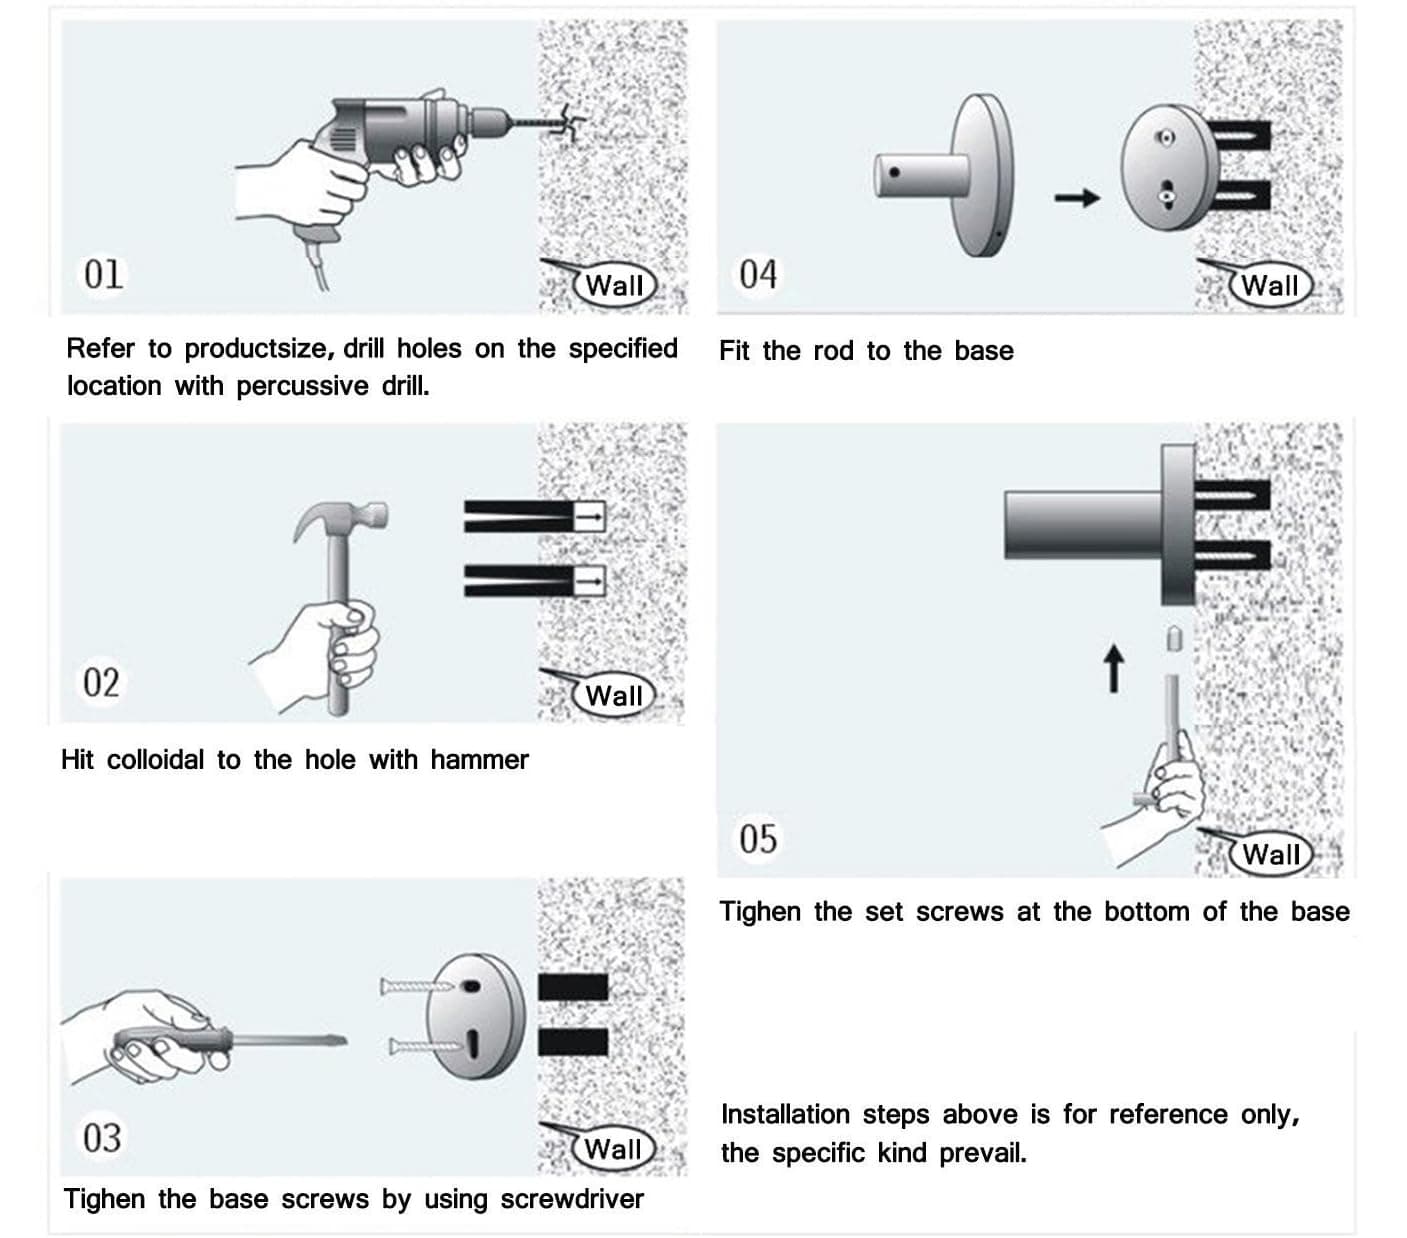 01
Wall
Refer to productsize, drill holes on the specified
location with percussive drill.
02
Wall
Hit colloidal to the hole with hammer
03
Wall
Tighen the base screws by using screwdriver
04
Wall
Fit the rod to the base
05
Wall
Tighen the set screws at the bottom of the base
Installation steps above is for reference only,
the specific kind prevail.